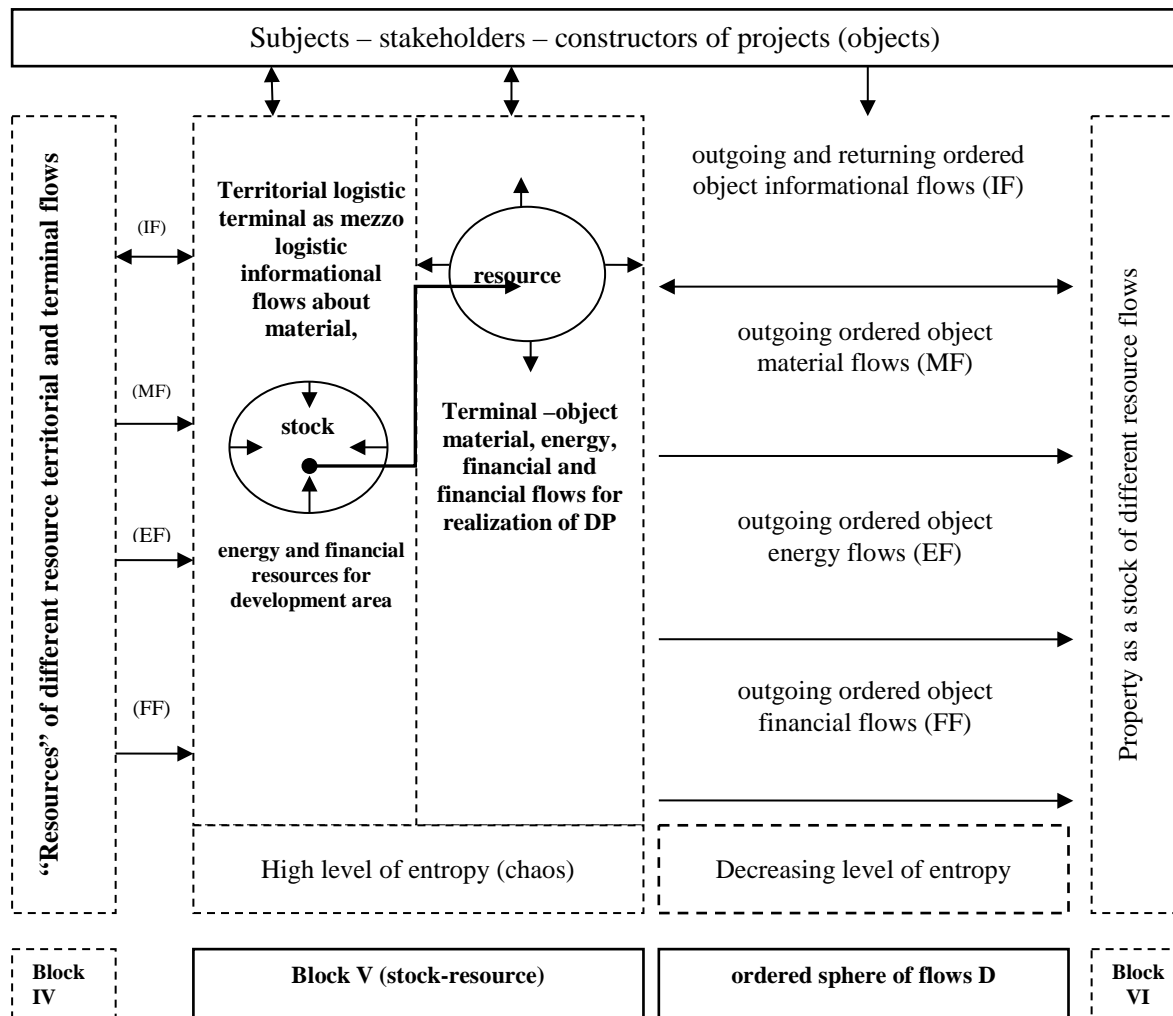 Subjects – stakeholders – constructors of projects (objects)
“Resources” of different resource territorial and terminal flows
(IF)
(MF)
(EF)
(FF)
Territorial logistic
terminal as mezzo
logistic
informational
flows about
material,
stock
energy and financial
resources for
development area
resource
Terminal –object
material, energy,
financial and
financial flows for
realization of DP
outgoing and returning ordered
object informational flows (IF)
outgoing ordered object
material flows (MF)
outgoing ordered object
energy flows (EF)
outgoing ordered object
financial flows (FF)
Property as a stock of different resource flows
High level of entropy (chaos)
Decreasing level of entropy
Block
IV
Block V (stock-resource)
ordered sphere of flows D
Block
VI